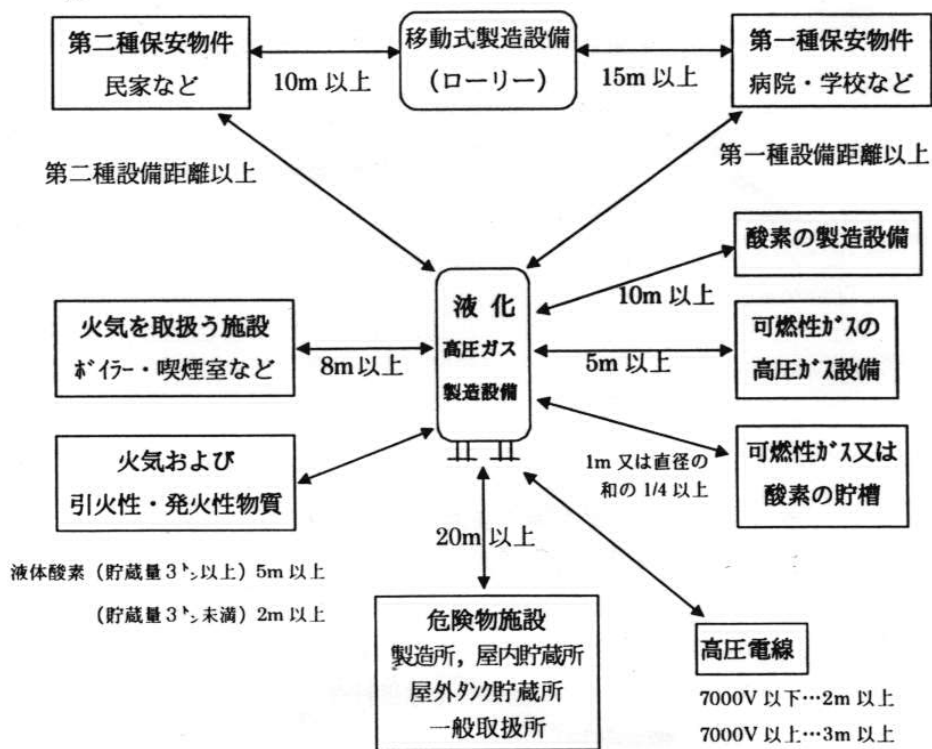 第二種保安物件
民家など
10m 以上
移動式製造設備
(ローリー)
15m 以上
第一種保安物件
病院・学校など
第二種設備距離以上
第一種設備距離以上
酸素の製造設備
10m 以上
液化
高圧ガス
製造設備
火気を取扱う施設
ﾎﾞｲﾗｰ・喫煙室など
8m 以上
5m 以上
可燃性ｶﾞｽの
高圧ｶﾞｽ設備
火気および
引火性・発火性物質
1m 又は直径の
和の 1/4 以上
可燃性ｶﾞｽ又は
酸素の貯槽
20m 以上
液体酸素（貯蔵量３㌧以上）5m 以上
（貯蔵量３㌧未満）2m 以上
危険物施設
製造所，屋内貯蔵所
屋外ﾀﾝｸ貯蔵所
一般取扱所
高圧電線
7000V 以下…2m 以上
7000V 以上…3m 以上